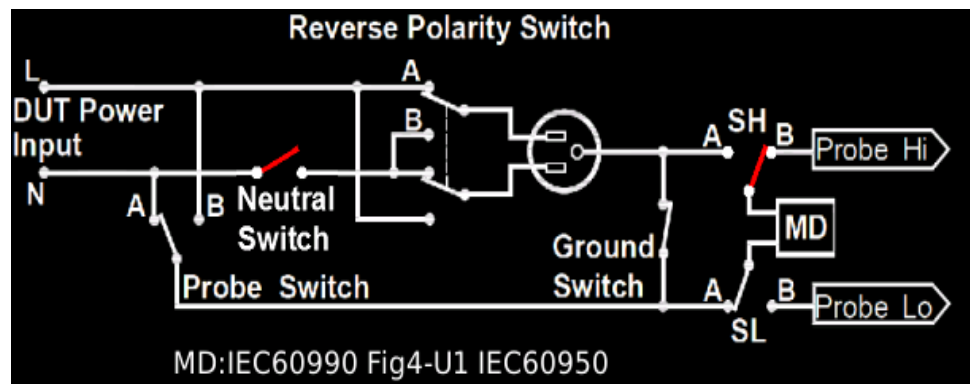 Reverse Polarity Switch
L
A
DUT Power
Input
B
A SH B
Probe Hi
N
A B Neutral
Switch
MD
Ground
Switch
Probe Switch
A B
Probe Lo
SL
MD:IEC60990 Fig4-U1 IEC60950